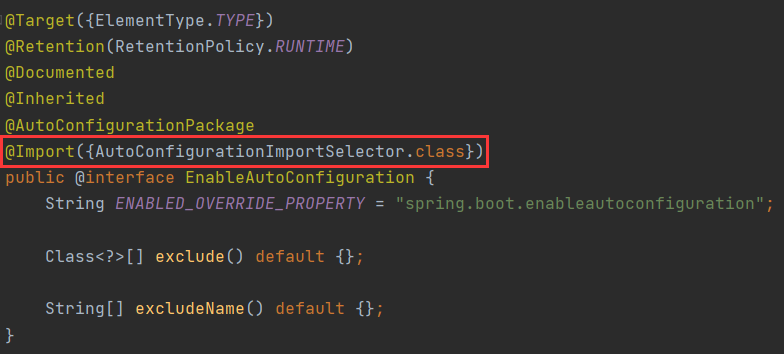 @Target({ElementType.TYPE})
@Retention(RetentionPolicy.RUNTIME)
@Documented
@Inherited
@AutoConfigurationPackage
@Import({AutoConfigurationImportSelector.class})
public @interface EnableAutoConfiguration {
    String ENABLED_OVERRIDE_PROPERTY = "spring.boot.enableautoconfiguration";
    Class<?>[] exclude() default {};
    String[] excludeName() default {};
}